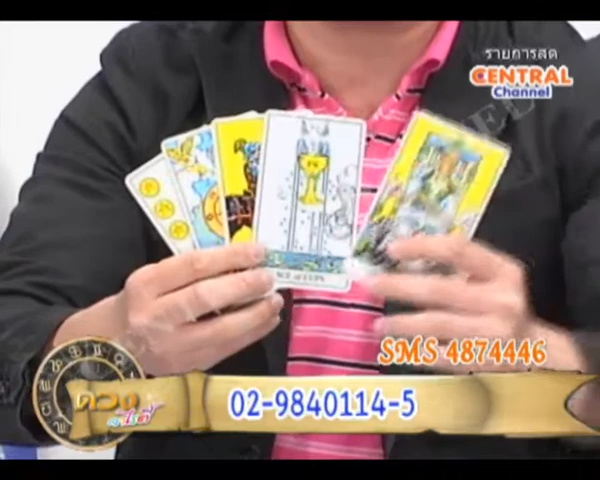 รายการสด
CENTRAL
Channel
ACE of CUPS
SMS 4874446
ดวง
02-9840114-5